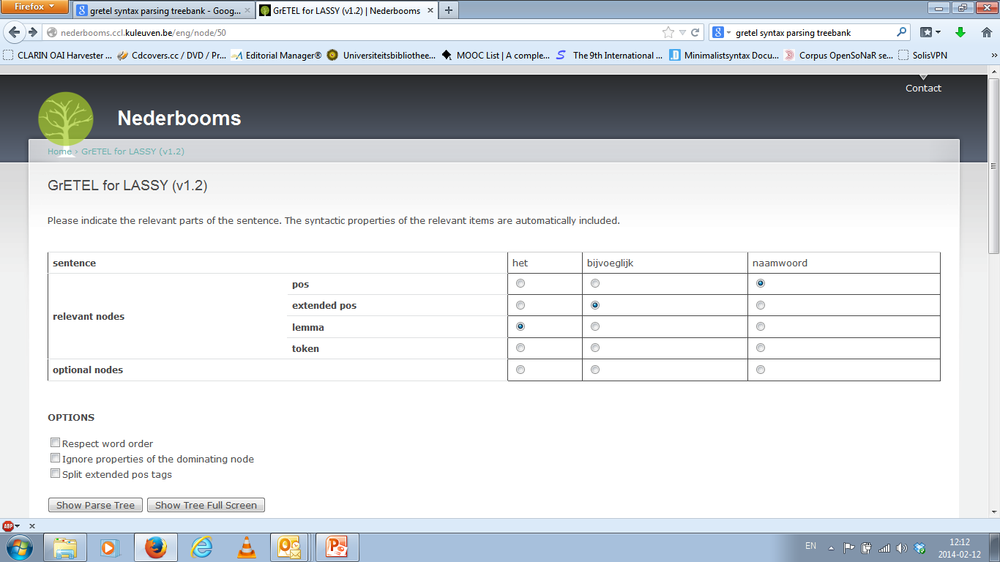 Firefox
gretel syntax parsing treebank - Goog...
GrETEL for LASSY (v1.2) | Nederbooms
nederbooms.ccl.kuleuven.be/eng/node/50
gretel syntax parsing treebank
CLARIN OAI Harvester ... Cdcovers.cc / DVD / Pr... Editorial Manager® Universiteitsbibliothee... MOOC List | A comple... The 9th International ... Minimalistsyntax Docu... Corpus OpenSoNaR se... SolisVPN »
Contact
Nederbooms
Home › GrETEL for LASSY (v1.2)
GrETEL for LASSY (v1.2)
Please indicate the relevant parts of the sentence. The syntactic properties of the relevant items are automatically included.
sentence het bijvoeglijk naamwoord
pos
extended pos
relevant nodes
lemma
token
optional nodes
OPTIONS
Respect word order
Ignore properties of the dominating node
Split extended pos tags
Show Parse Tree Show Tree Full Screen
ABP
EN
12:12
2014-02-12